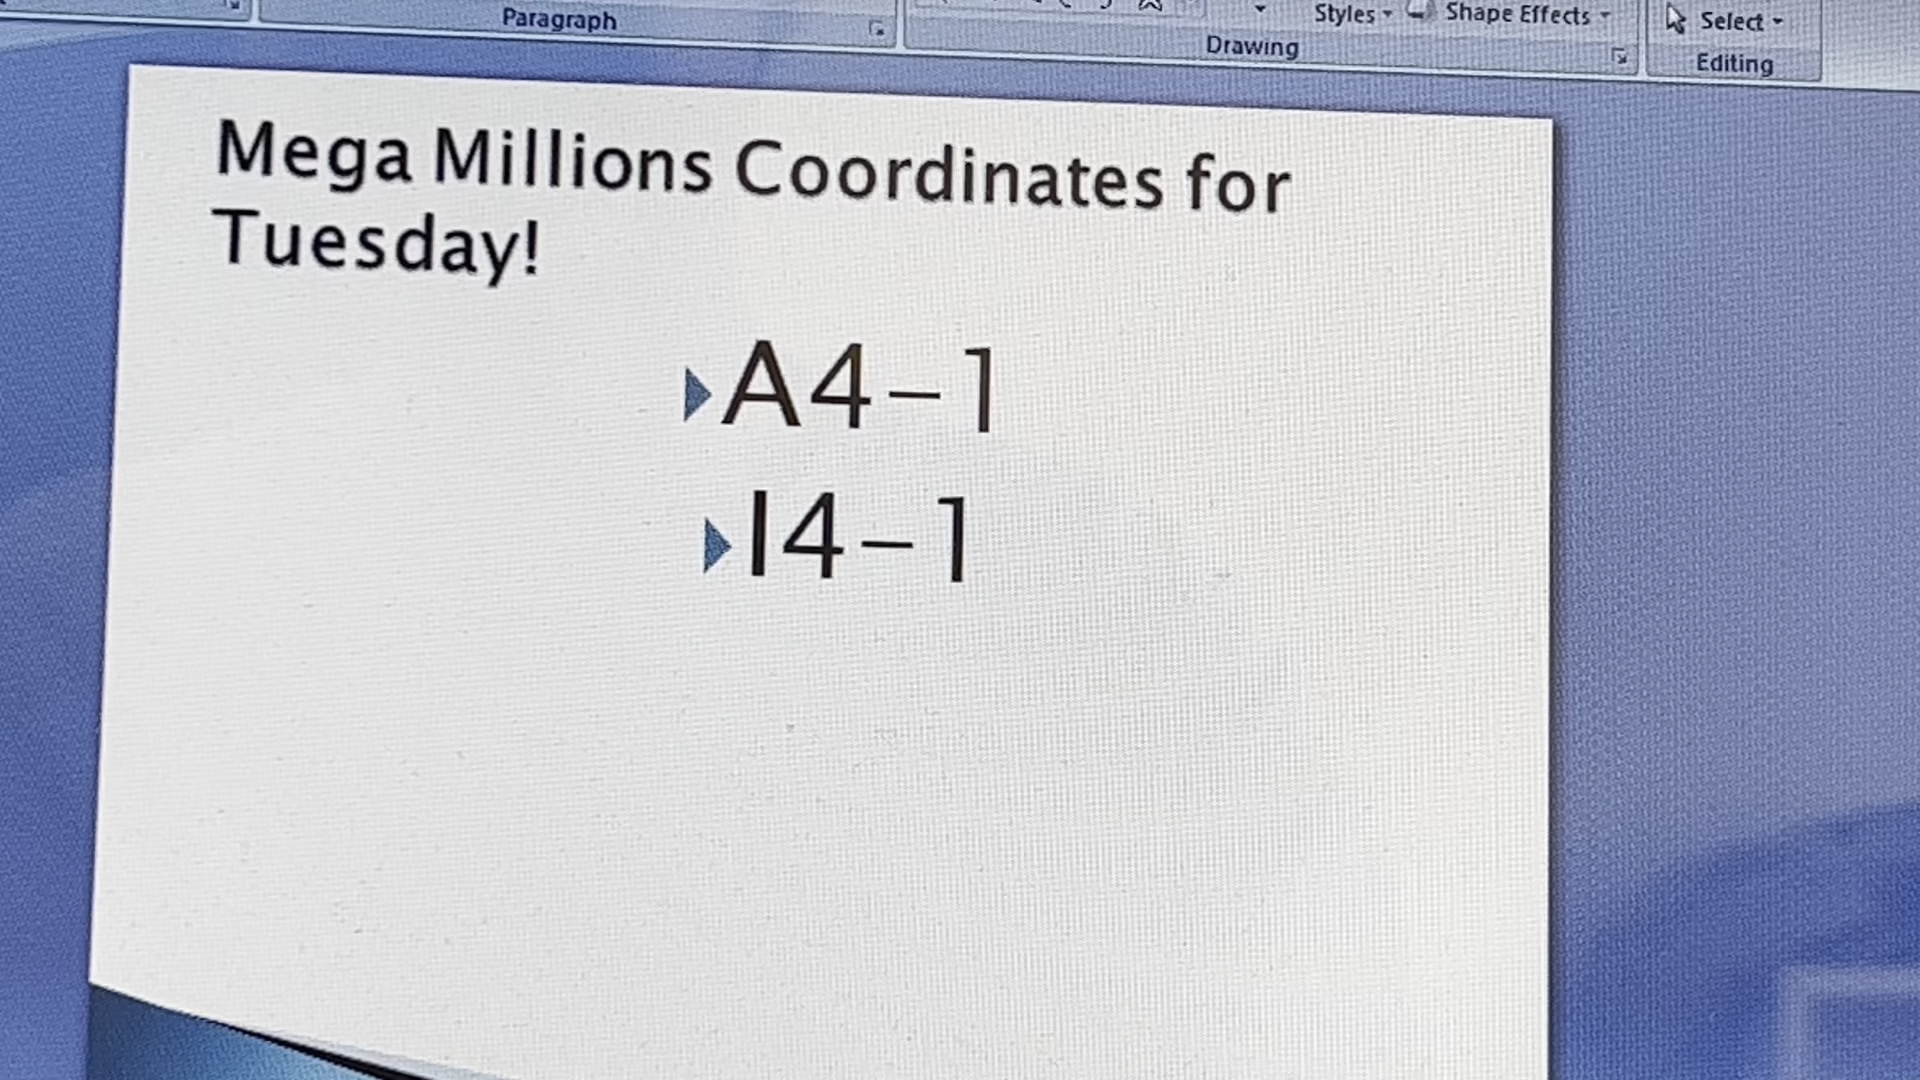 Paragraph
Styles
Shape Effects
Select
Drawing
Editing
Mega Millions Coordinates for
Tuesday!
A4-1
I4-1